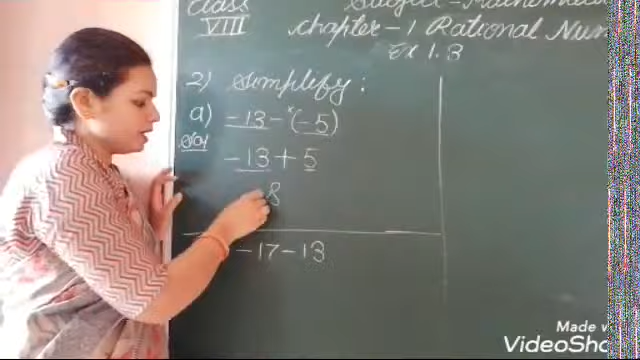 Class
VIII
Subject - Mathematics
Chapter - 1 Rational Num
Ex 1.3
2) Simplify :
a) -13 - (-5)
Sol
-13 + 5
8
-17 - 13
Made w
VideoSho